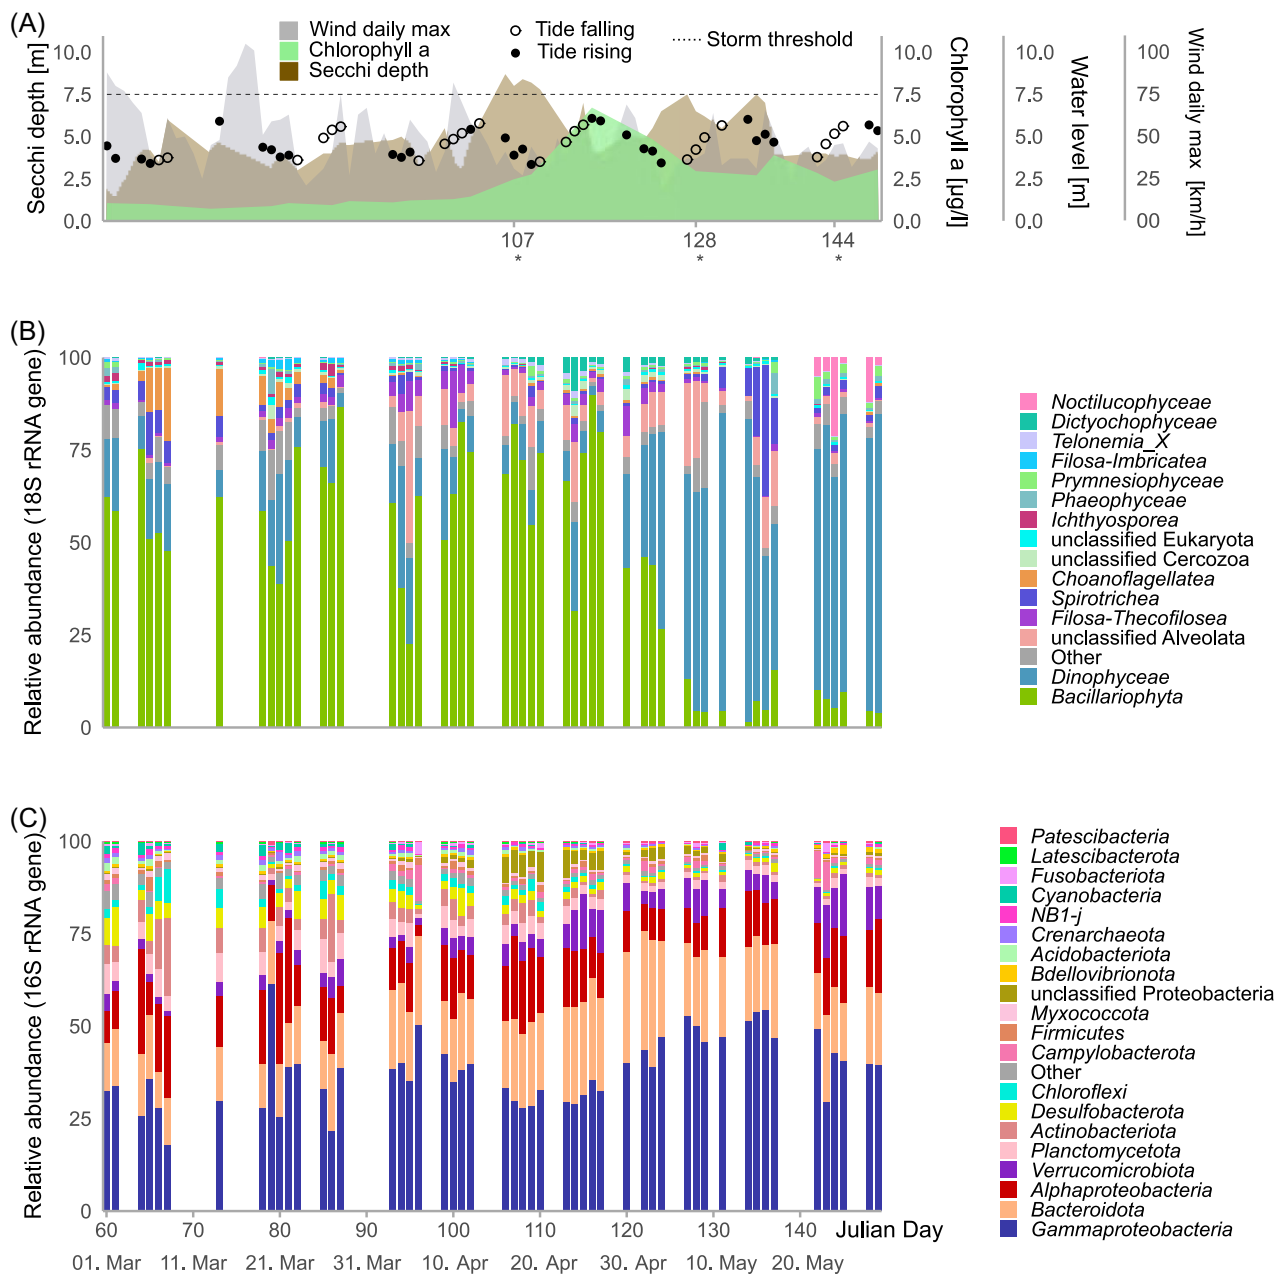 (A)
Wind daily max
Chlorophyll a
Secchi depth
Tide falling
Tide rising
Storm threshold
Secchi depth [m]
10.0
7.5
5.0
2.5
0.0
10.0
7.5
5.0
2.5
0.0
Chlorophyll a [µg/l]
10.0
7.5
5.0
2.5
0.0
Water level [m]
100
75
50
25
00
Wind daily max [km/h]
107
128
144
*
*
*
(B)
Relative abundance (18S rRNA gene)
100
75
50
25
0
Noctilucophyceae
Dictyochophyceae
Telonemia_X
Filosa-Imbricatea
Prymnesiophyceae
Phaeophyceae
Ichthyosporea
unclassified Eukaryota
unclassified Cercozoa
Choanoflagellatea
Spirotrichea
Filosa-Thecofilosea
unclassified Alveolata
Other
Dinophyceae
Bacillariophyta
(C)
Relative abundance (16S rRNA gene)
100
75
50
25
0
Patescibacteria
Latescibacterota
Fusobacteriota
Cyanobacteria
NB1-j
Crenarchaeota
Acidobacteriota
Bdellovibrionota
unclassified Proteobacteria
Myxococcota
Firmicutes
Campylobacterota
Other
Chloroflexi
Desulfobacterota
Actinobacteriota
Planctomycetota
Verrucomicrobiota
Alphaproteobacteria
Bacteroidota
Gammaproteobacteria
60 70 80 90 100 110 120 130 140 Julian Day
01. Mar 11. Mar 21. Mar 31. Mar 10. Apr 20. Apr 30. Apr 10. May 20. May